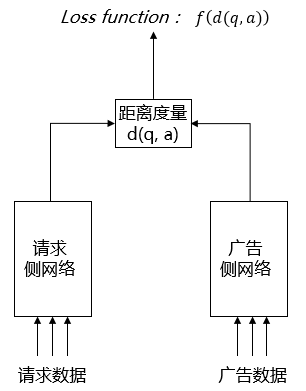 Loss function： f(d(q,a))
距离度量
d(q, a)
请求
侧网络
广告
侧网络
请求数据
广告数据